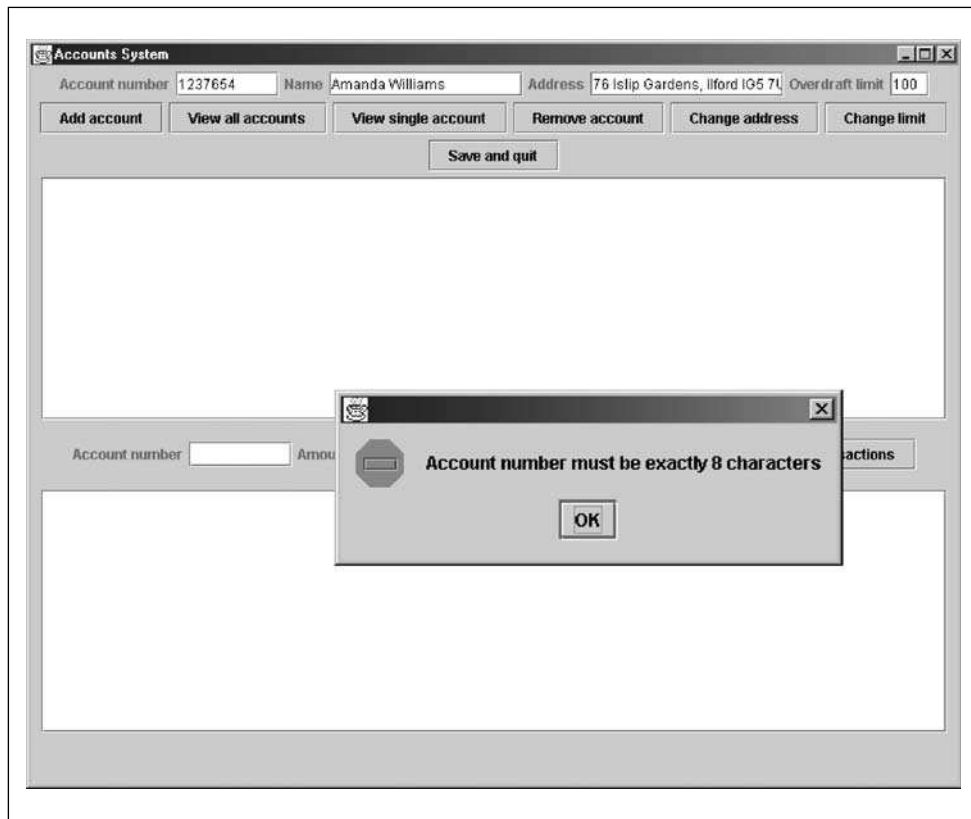 Accounts System
Account number 1237654 Name Amanda Williams Address 76 Islip Gardens, Ilford IG5 7U Overdraft limit 100
Add account View all accounts View single account Remove account Change address Change limit
Save and quit
Account number Amou actions
Account number must be exactly 8 characters
OK